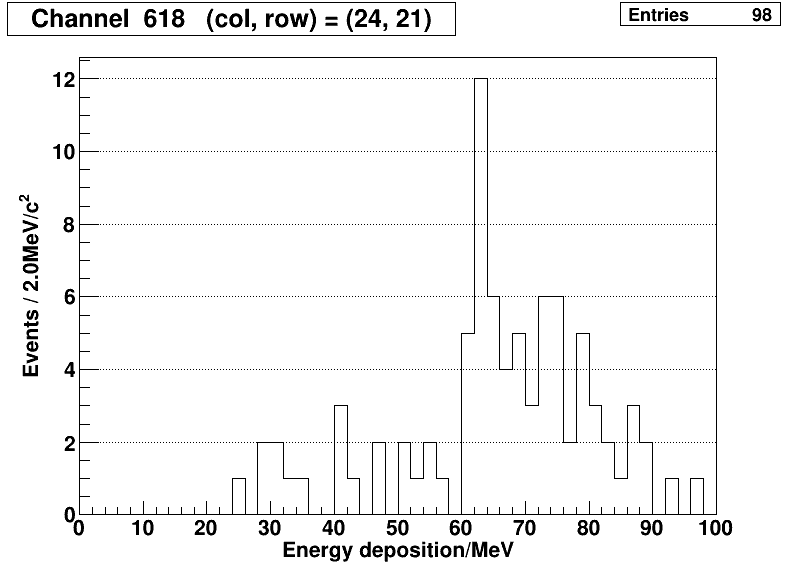 Channel 618 (col, row) = (24, 21)
Entries 98
Events / 2.0MeV/c²
12
10
8
6
4
2
0
0 10 20 30 40 50 60 70 80 90 100
Energy deposition/MeV